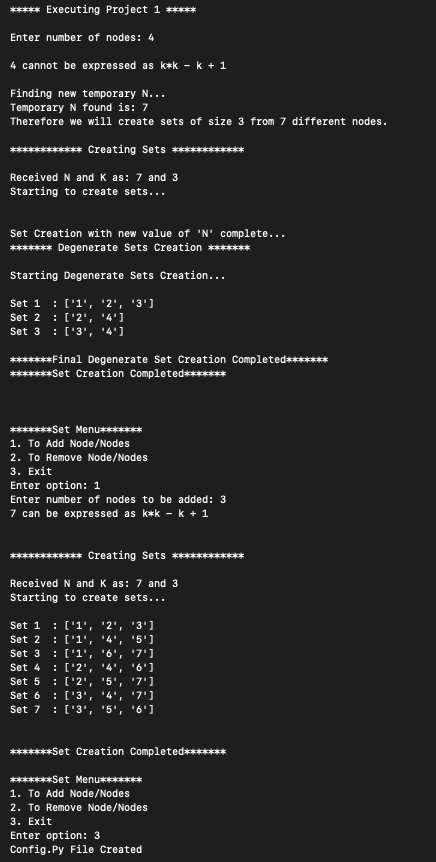 ***** Executing Project 1 *****
Enter number of nodes: 4
4 cannot be expressed as k*k - k + 1
Finding new temporary N...
Temporary N found is: 7
Therefore we will create sets of size 3 from 7 different nodes.
************ Creating Sets ************
Received N and K as: 7 and 3
Starting to create sets...
Set Creation with new value of 'N' complete...
******* Degenerate Sets Creation *******
Starting Degenerate Sets Creation...
Set 1  : ['1', '2', '3']
Set 2  : ['2', '4']
Set 3  : ['3', '4']
*******Final Degenerate Set Creation Completed*******
*******Set Creation Completed*******
*******Set Menu*******
1. To Add Node/Nodes
2. To Remove Node/Nodes
3. Exit
Enter option: 1
Enter number of nodes to be added: 3
7 can be expressed as k*k - k + 1
************ Creating Sets ************
Received N and K as: 7 and 3
Starting to create sets...
Set 1  : ['1', '2', '3']
Set 2  : ['1', '4', '5']
Set 3  : ['1', '6', '7']
Set 4  : ['2', '4', '6']
Set 5  : ['2', '5', '7']
Set 6  : ['3', '4', '7']
Set 7  : ['3', '5', '6']
*******Set Creation Completed*******
*******Set Menu*******
1. To Add Node/Nodes
2. To Remove Node/Nodes
3. Exit
Enter option: 3
Config.Py File Created